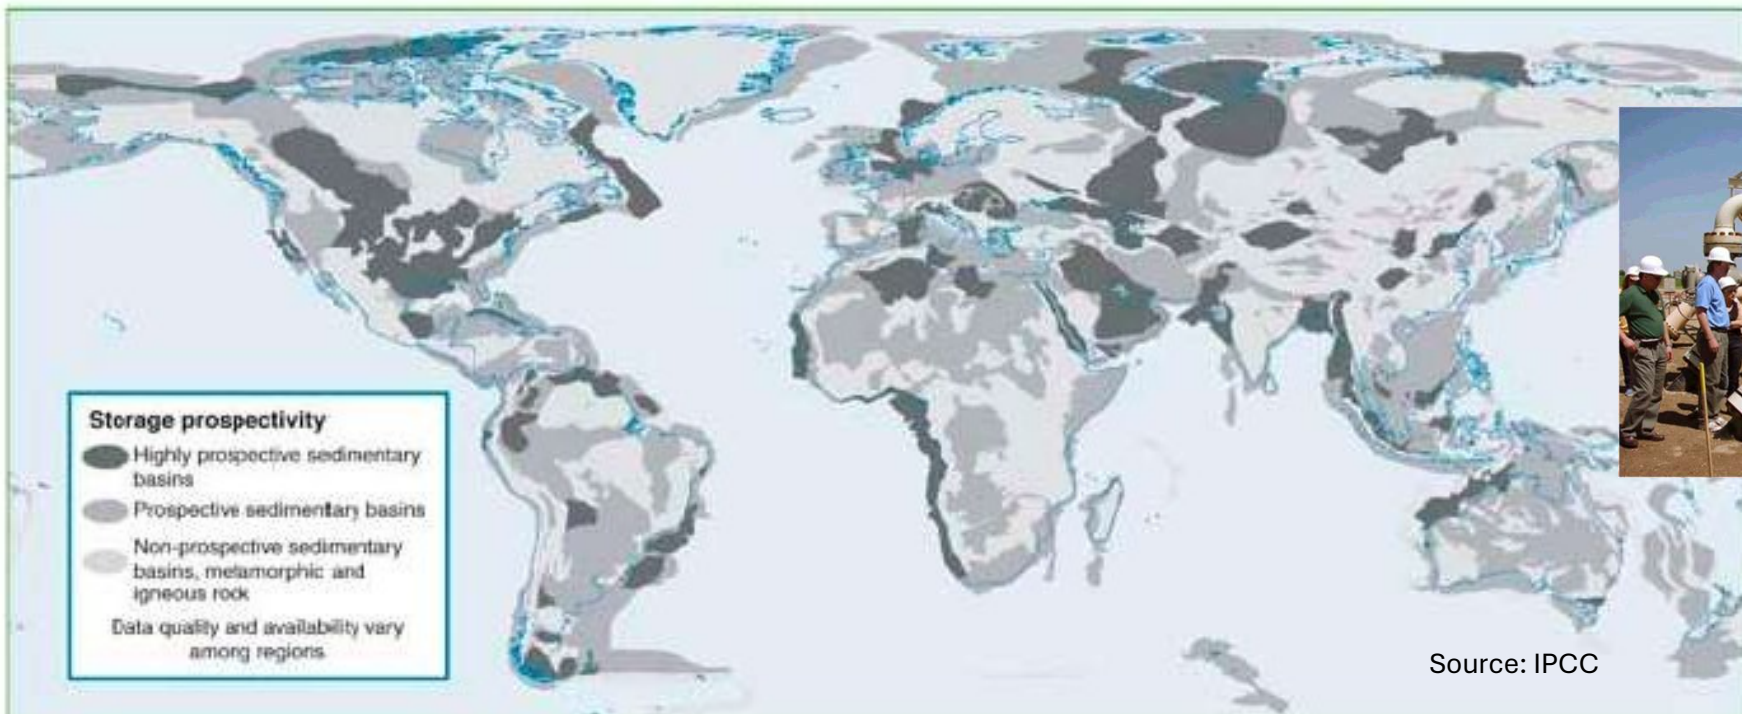 Storage prospectivity
Highly prospective sedimentary
basins
Prospective sedimentary basins
Non-prospective sedimentary
basins, metamorphic and
igneous rock
Data quality and availability vary
among regions
Source: IPCC